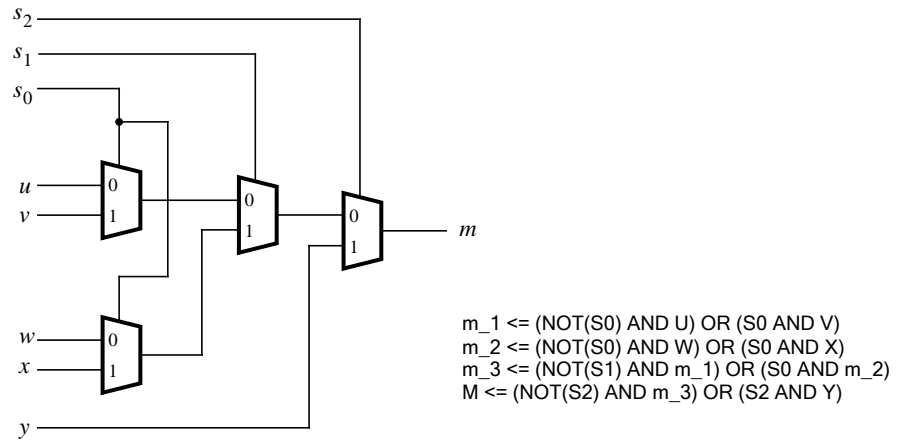 s2
s1
s0
u
0
v
1
0
1
0
1
m
w
0
x
1
y
m_1 <= (NOT(S0) AND U) OR (S0 AND V)
m_2 <= (NOT(S0) AND W) OR (S0 AND X)
m_3 <= (NOT(S1) AND m_1) OR (S0 AND m_2)
M <= (NOT(S2) AND m_3) OR (S2 AND Y)